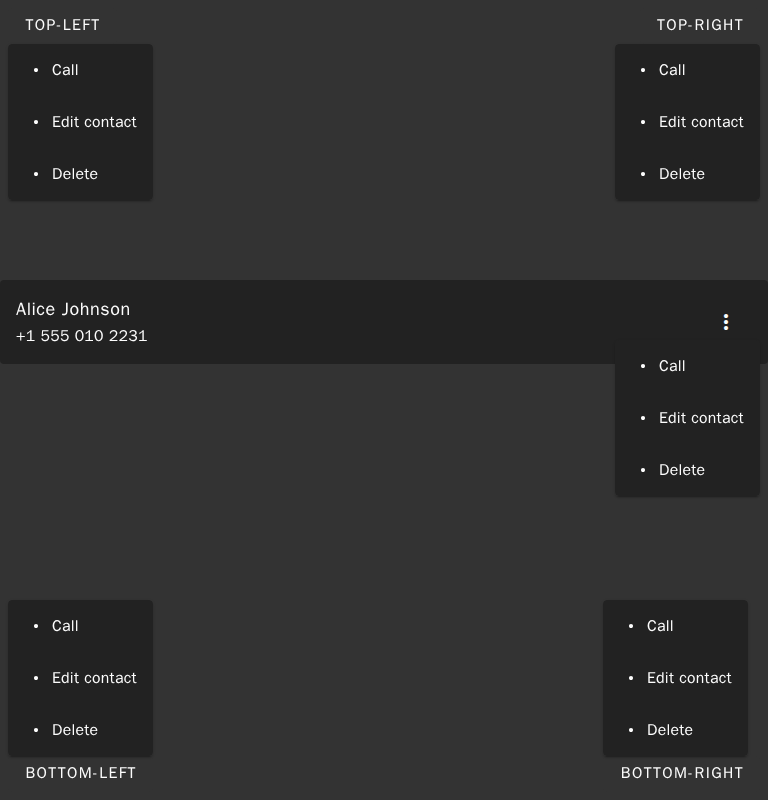 TOP-LEFT
• Call
• Edit contact
• Delete
TOP-RIGHT
• Call
• Edit contact
• Delete
Alice Johnson
+1 555 010 2231
• Call
• Edit contact
• Delete
• Call
• Edit contact
• Delete
BOTTOM-LEFT
• Call
• Edit contact
• Delete
BOTTOM-RIGHT